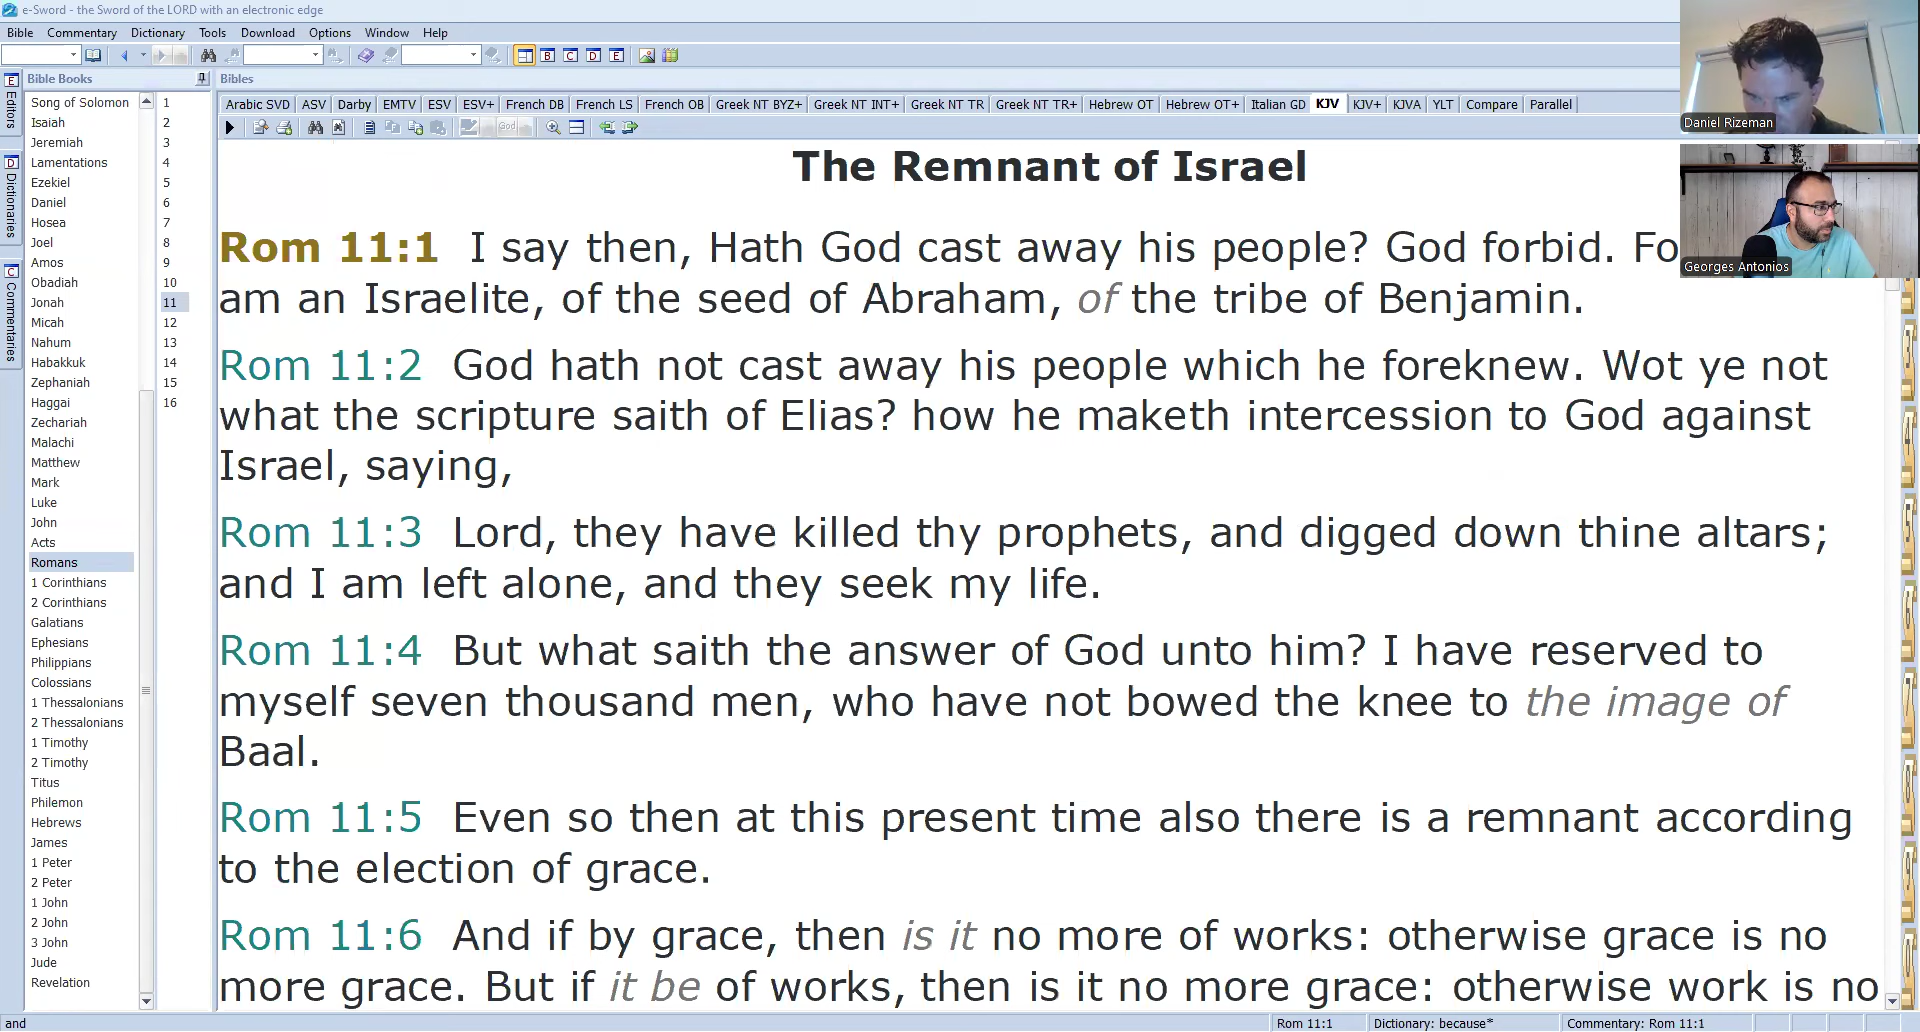 e-Sword - the Sword of the LORD with an electronic edge
Bible Commentary Dictionary Tools Download Options Window Help
B C D E
Bible Books
Bibles
E Editors
D Dictionaries
C Commentaries
Song of Solomon
Isaiah
Jeremiah
Lamentations
Ezekiel
Daniel
Hosea
Joel
Amos
Obadiah
Jonah
Micah
Nahum
Habakkuk
Zephaniah
Haggai
Zechariah
Malachi
Matthew
Mark
Luke
John
Acts
Romans
1 Corinthians
2 Corinthians
Galatians
Ephesians
Philippians
Colossians
1 Thessalonians
2 Thessalonians
1 Timothy
2 Timothy
Titus
Philemon
Hebrews
James
1 Peter
2 Peter
1 John
2 John
3 John
Jude
Revelation
1
2
3
4
5
6
7
8
9
10
11
12
13
14
15
16
Arabic SVD ASV Darby EMTV ESV ESV+ French DB French LS French OB Greek NT BYZ+ Greek NT INT+ Greek NT TR Greek NT TR+ Hebrew OT Hebrew OT+ Italian GD KJV KJV+ KJVA YLT Compare Parallel
God
The Remnant of Israel
Rom 11:1 I say then, Hath God cast away his people? God forbid. Fo
am an Israelite, of the seed of Abraham, of the tribe of Benjamin.
Rom 11:2 God hath not cast away his people which he foreknew. Wot ye not
what the scripture saith of Elias? how he maketh intercession to God against
Israel, saying,
Rom 11:3 Lord, they have killed thy prophets, and digged down thine altars;
and I am left alone, and they seek my life.
Rom 11:4 But what saith the answer of God unto him? I have reserved to
myself seven thousand men, who have not bowed the knee to the image of
Baal.
Rom 11:5 Even so then at this present time also there is a remnant according
to the election of grace.
Rom 11:6 And if by grace, then is it no more of works: otherwise grace is no
more grace. But if it be of works, then is it no more grace: otherwise work is no
Daniel Rizeman
Georges Antonios
and
Rom 11:1
Dictionary: because*
Commentary: Rom 11:1